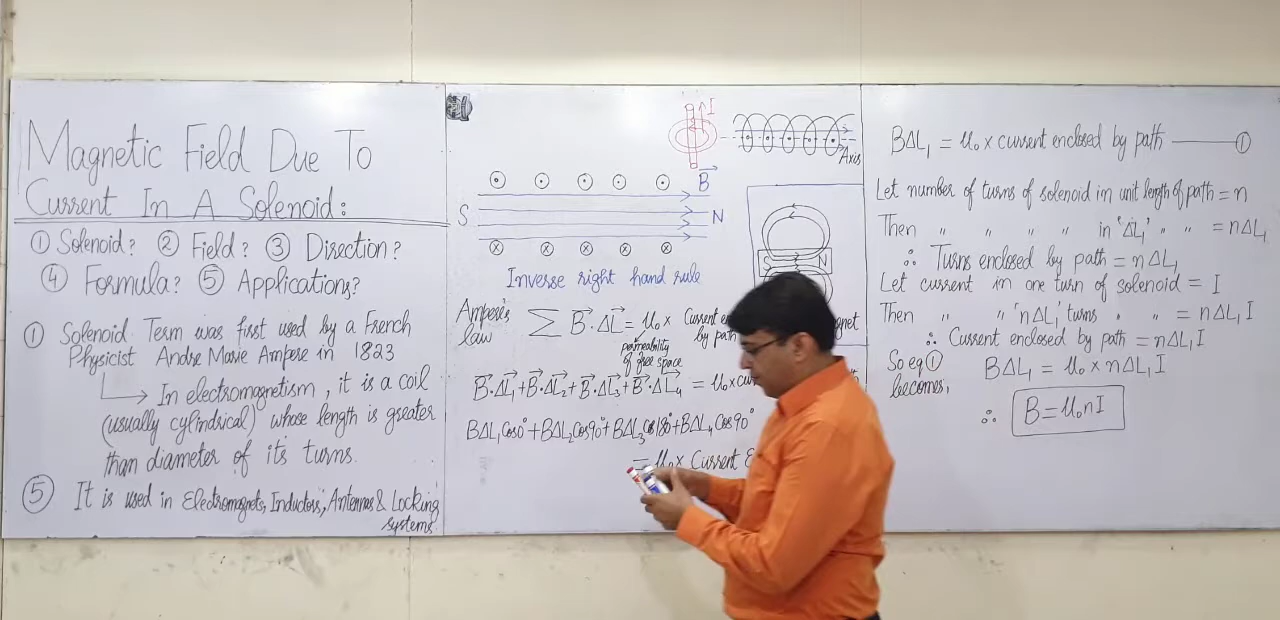 Magnetic Field Due To
Current In A Solenoid:
① Solenoid? ② Field? ③ Direction?
④ Formula? ⑤ Applications?
① Solenoid Term was first used by a French
Physicist Andre Marie Ampere in 1823
In electromagnetism, it is a coil
(usually cylindrical) whose length is greater
than diameter of its turns.
⑤ It is used in Electromagnets, Inductors, Antennas & Locking
systems.
I
B
Axis
S N
Inverse right hand rule
S N
Ampere's
law
∑ B⃗·ΔL⃗ = μ₀ × Current
by
permeability
of free space
B⃗·ΔL⃗₁+B⃗·ΔL⃗₂+B⃗·ΔL⃗₃+B⃗·ΔL⃗₄ = μ₀×
BΔL₁Cos0°+BΔL₂Cos90°+BΔL₃Cos180°+BΔL₄Cos90°
= μ₀× Current
BΔL₁ = μ₀ × current enclosed by path ——①
Let number of turns of solenoid in unit length of path = n
Then " " " " in 'ΔL₁' " " = nΔL₁
∴ Turns enclosed by path = nΔL₁
Let current in one turn of solenoid = I
Then " " 'nΔL₁' turns " " = nΔL₁I
∴ Current enclosed by path = nΔL₁I
So eq ①
becomes,
BΔL₁ = μ₀ × nΔL₁I
∴ B = μ₀nI